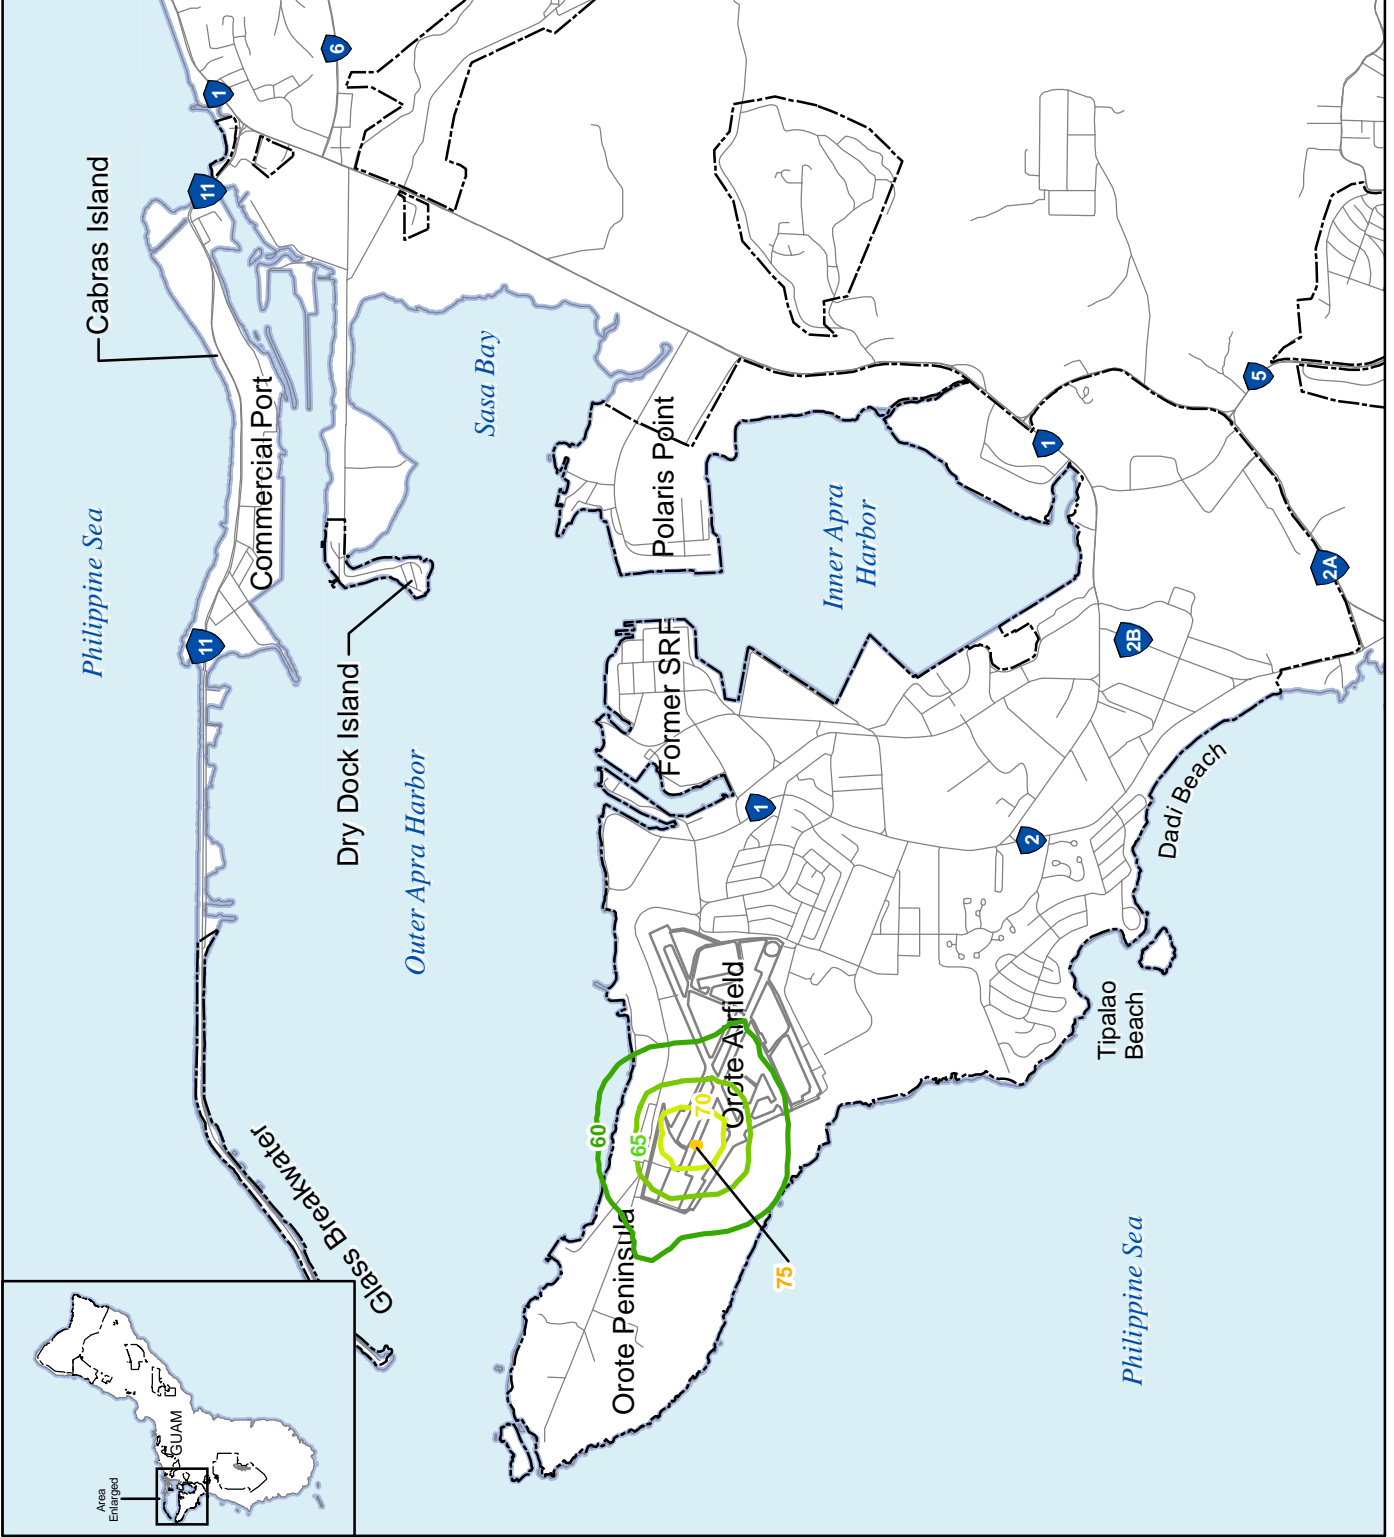 Philippine Sea
Cabras Island
1
6
11
Commercial Port
11
Sasa Bay
Dry Dock Island
Outer Apra Harbor
Polaris Point
Inner Apra
Harbor
Former SRF
1
5
2A
2B
1
2
Dadi Beach
Tipalao
Beach
Glass Breakwater
Orote Airfield
Orote Peninsula
60
65
70
75
Philippine Sea
GUAM
Area
Enlarged